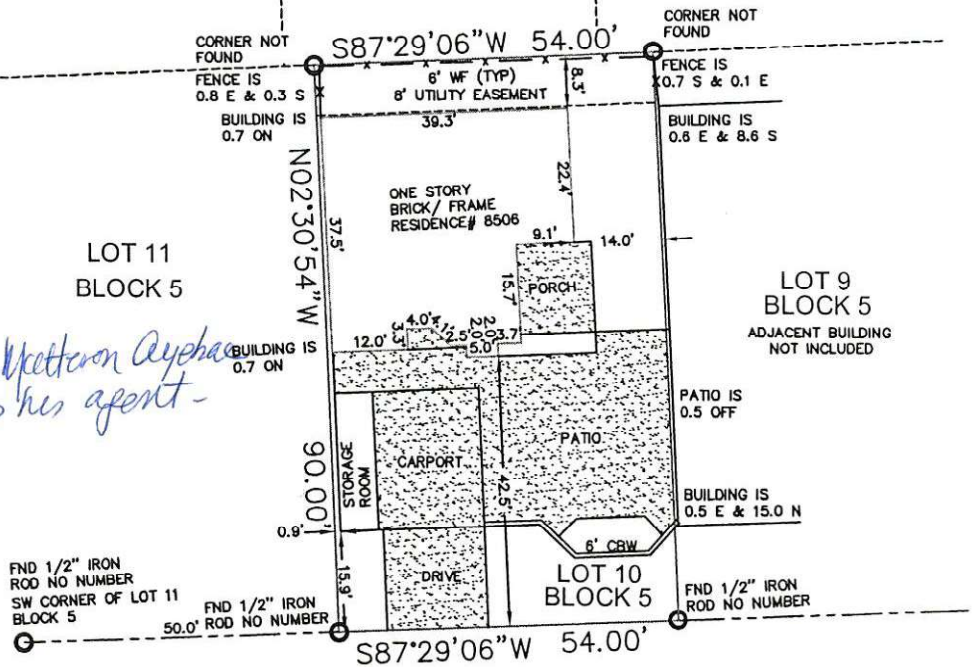 CORNER NOT
FOUND
S87°29'06"W 54.00'
CORNER NOT
FOUND
FENCE IS
0.8 E & 0.3 S
6' WF (TYP)
8' UTILITY EASEMENT
8.3'
FENCE IS
0.7 S & 0.1 E
BUILDING IS
0.7 ON
39.3'
BUILDING IS
0.6 E & 8.6 S
N02°30'54"W
37.5'
ONE STORY
BRICK/ FRAME
RESIDENCE# 8506
22.4'
LOT 11
BLOCK 5
9.1'
14.0'
15.7'
PORCH
LOT 9
BLOCK 5
ADJACENT BUILDING
NOT INCLUDED
12.0'
3.3'
4.0'
4.1'
2.5'
2.0'
2.0'
5.0'
3.7'
BUILDING IS
0.7 ON
his agent-
PATIO IS
0.5 OFF
90.00'
STORAGE
ROOM
CARPORT
PATIO
42.5'
BUILDING IS
0.5 E & 15.0 N
0.9'
6' CBW
15.9'
DRIVE
LOT 10
BLOCK 5
FND 1/2" IRON
ROD NO NUMBER
SW CORNER OF LOT 11
BLOCK 5
50.0'
FND 1/2" IRON
ROD NO NUMBER
FND 1/2" IRON
ROD NO NUMBER
S87°29'06"W 54.00'